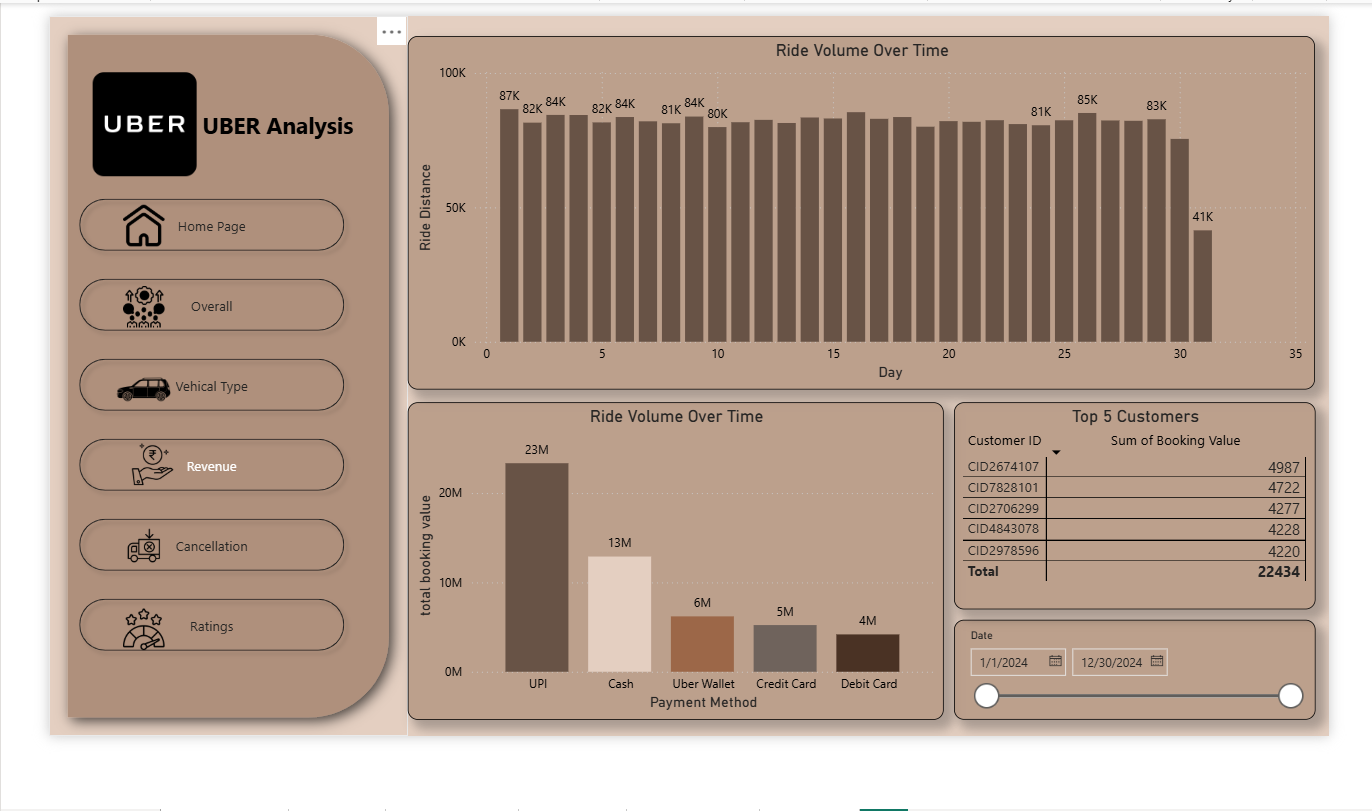 UBER
UBER Analysis
Home Page
Overall
Vehical Type
Revenue
Cancellation
Ratings
Ride Volume Over Time
Ride Distance
100K
50K
0K
87K
82K
84K
82K
84K
81K
84K
80K
81K
85K
83K
41K
0
5
10
15
20
25
30
35
Day
Ride Volume Over Time
total booking value
20M
10M
0M
23M
13M
6M
5M
4M
UPI
Cash
Uber Wallet
Credit Card
Debit Card
Payment Method
Top 5 Customers
Customer ID Sum of Booking Value
CID2674107 4987
CID7828101 4722
CID2706299 4277
CID4843078 4228
CID2978596 4220
Total 22434
Date
1/1/2024 12/30/2024